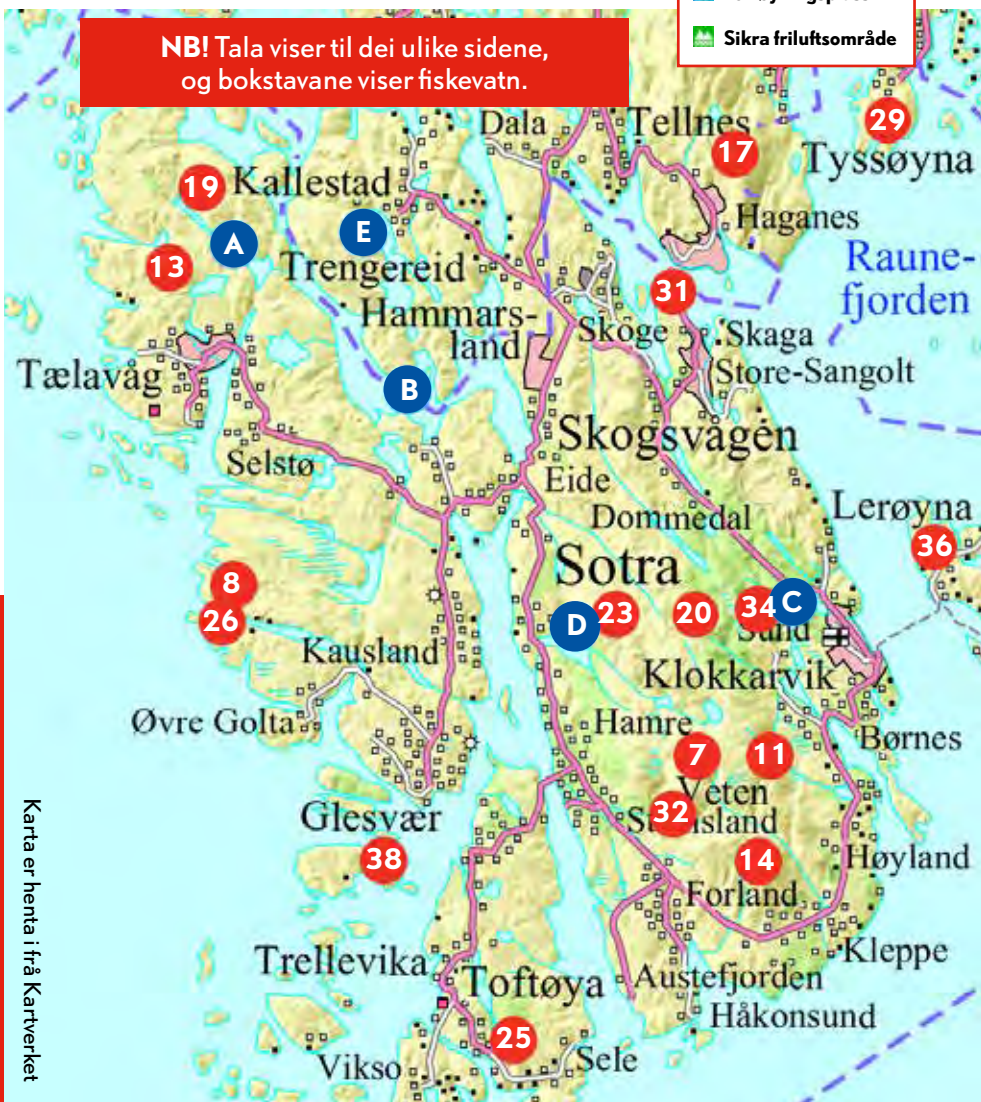 Sikra friluftsområde
NB! Tala viser til dei ulike sidene,
og bokstavane viser fiskevatn.
Dala
Tellnes
17
29
Tyssøyna
19
Kallestad
E
A
Haganes
13
Trengereid
Raune-
fjorden
31
Hammars-
land
Skoge
Skaga
Tælavåg
Store-Sangolt
B
Skogsvågen
Selstø
Eide
Dommedal
Lerøyna
36
Sotra
8
26
D
23
20
34
C
Sund
Kausland
Klokkarvik
Øvre Golta
Hamre
Børnes
7
11
Veten
32
Glesvær
38
14
Høyland
Forland
Kleppe
Trellevika
Toftøya
Austefjorden
Håkonsund
25
Vikso
Sele
Karta er henta i frå Kartverket